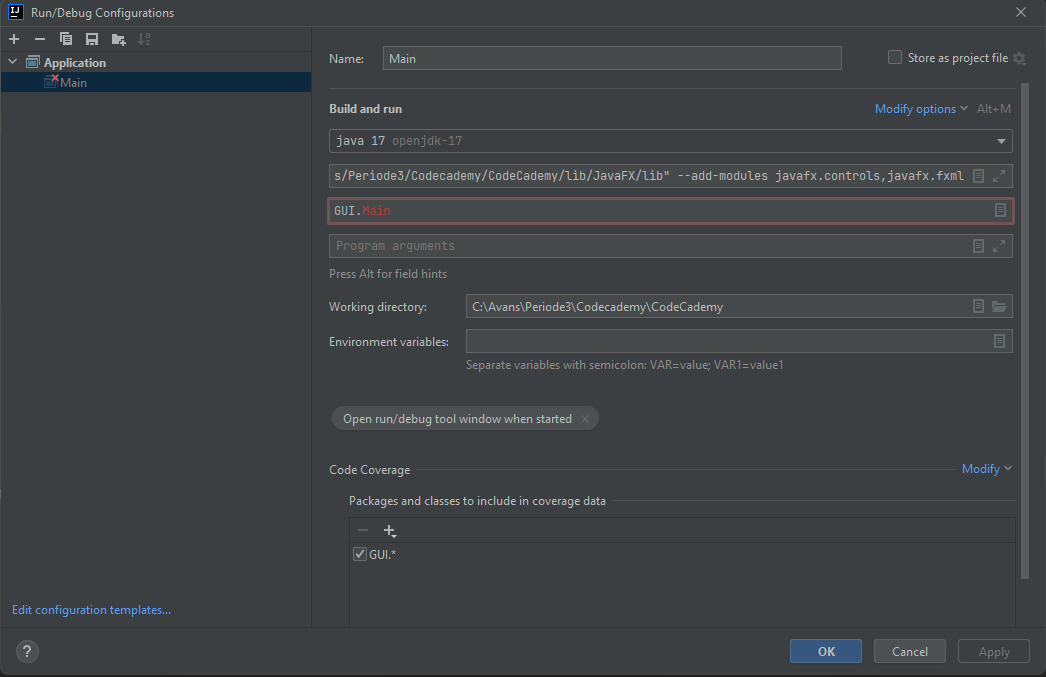 IJ
Run/Debug Configurations
Application
Main
Name: Main
Store as project file
Build and run
Modify options Alt+M
java 17 openjdk-17
s/Periode3/Codecademy/CodeCademy/lib/JavaFX/lib" --add-modules javafx.controls,javafx.fxml
GUI.Main
Program arguments
Press Alt for field hints
Working directory: C:\Avans\Periode3\Codecademy\CodeCademy
Environment variables:
Separate variables with semicolon: VAR=value; VAR1=value1
Open run/debug tool window when started
Code Coverage Modify
Packages and classes to include in coverage data
GUI.*
Edit configuration templates...
? OK Cancel Apply